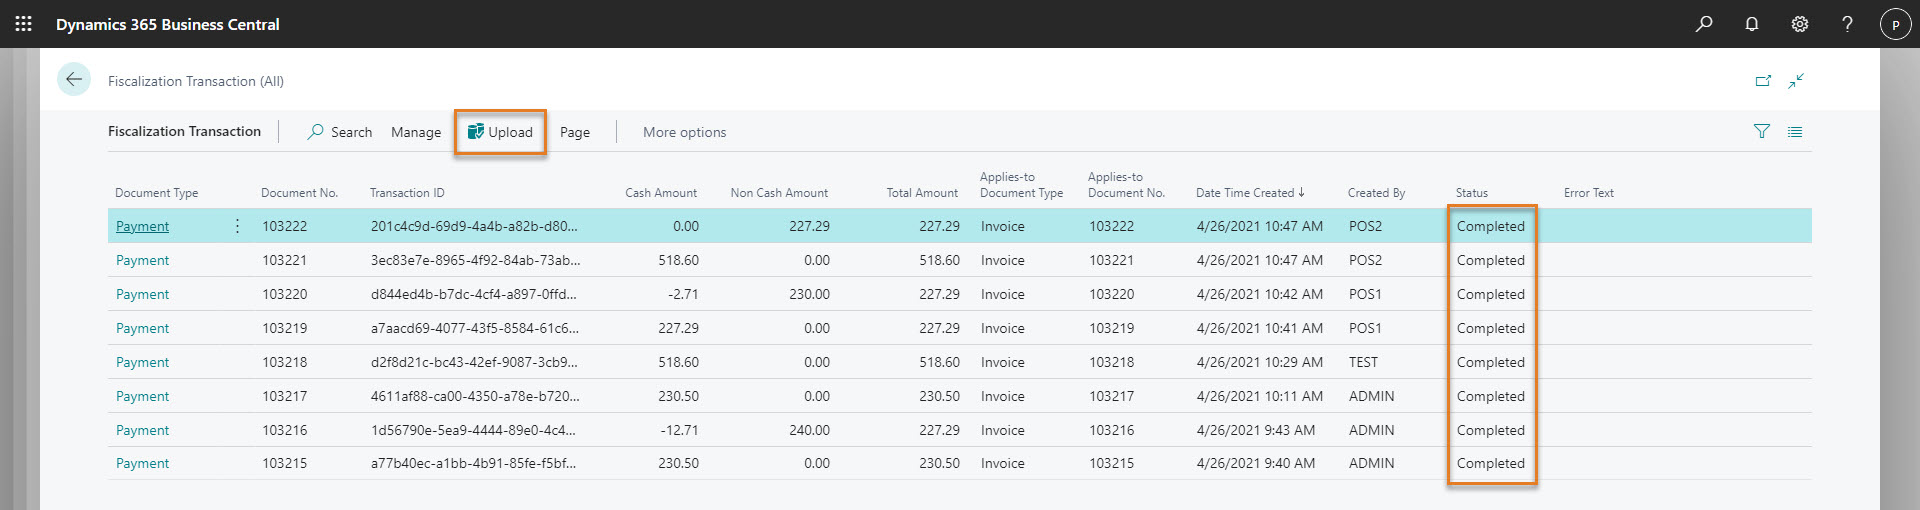 Dynamics 365 Business Central
? P
Fiscalization Transaction (All)
Fiscalization Transaction Search Manage Upload Page More options
Document Type Document No. Transaction ID Cash Amount Non Cash Amount Total Amount Applies-to Document Type Applies-to Document No. Date Time Created ↓ Created By Status Error Text
Payment 103222 201c4c9d-69d9-4a4b-a82b-d80... 0.00 227.29 227.29 Invoice 103222 4/26/2021 10:47 AM POS2 Completed
Payment 103221 3ec83e7e-8965-4f92-84ab-73ab... 518.60 0.00 518.60 Invoice 103221 4/26/2021 10:47 AM POS2 Completed
Payment 103220 d844ed4b-b7dc-4cf4-a897-0ffd... -2.71 230.00 227.29 Invoice 103220 4/26/2021 10:42 AM POS1 Completed
Payment 103219 a7aacd69-4077-43f5-8584-61c6... 227.29 0.00 227.29 Invoice 103219 4/26/2021 10:41 AM POS1 Completed
Payment 103218 d2f8d21c-bc43-42ef-9087-3cb9... 518.60 0.00 518.60 Invoice 103218 4/26/2021 10:29 AM TEST Completed
Payment 103217 4611af88-ca00-4350-a78e-b720... 230.50 0.00 230.50 Invoice 103217 4/26/2021 10:11 AM ADMIN Completed
Payment 103216 1d56790e-5ea9-4444-89e0-4c4... -12.71 240.00 227.29 Invoice 103216 4/26/2021 9:43 AM ADMIN Completed
Payment 103215 a77b40ec-a1bb-4b91-85fe-f5bf... 230.50 0.00 230.50 Invoice 103215 4/26/2021 9:40 AM ADMIN Completed